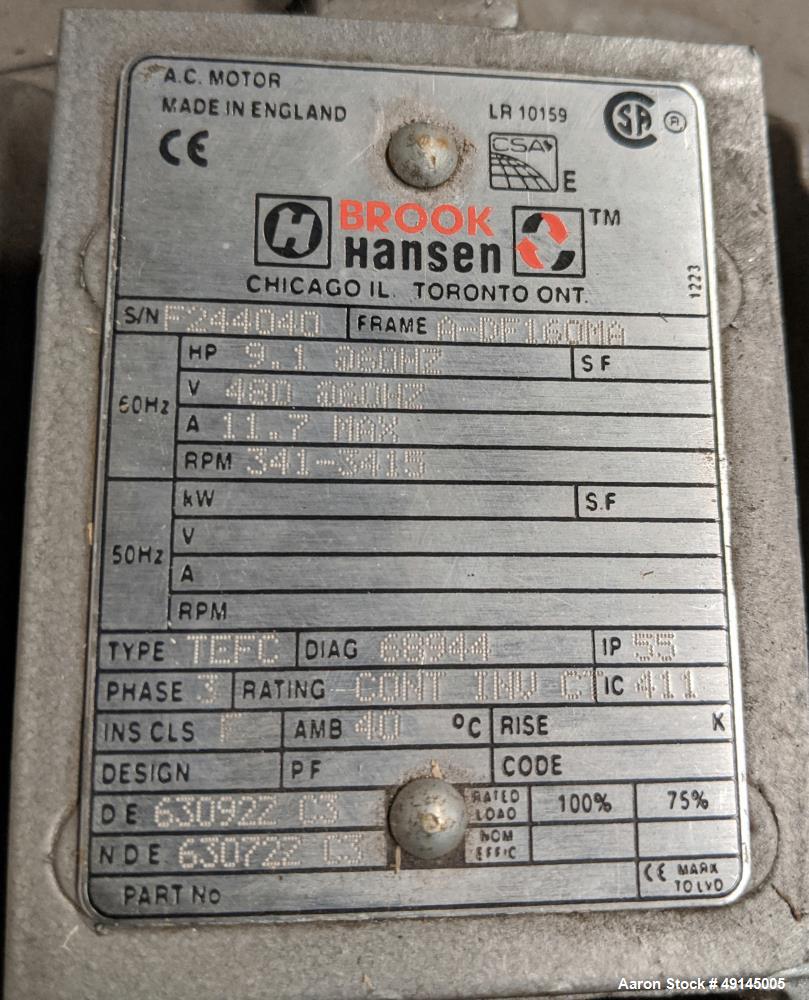 A.C. MOTOR
MADE IN ENGLAND LR 10159 SA R
CE CSA E
H BROOK TM
Hansen
CHICAGO IL. TORONTO ONT. 1223
S/N F244040 FRAME A-DF160MA
60Hz HP 9.1 @60HZ SF
V 480 @60HZ
A 11.7 MAX
RPM 341-3415
50Hz kW S.F
V
A
RPM
TYPE TEFC DIAG 68944 IP 55
PHASE 3 RATING CONT INV CT IC 411
INS CLS F AMB 40 °C RISE K
DESIGN PF CODE
DE 6309ZZ C3 RATED LOAD 100% 75%
NDE 6307ZZ C3 NOM EFFIC
PART No CE MARK TO LVD
Aaron Stock # 49145005